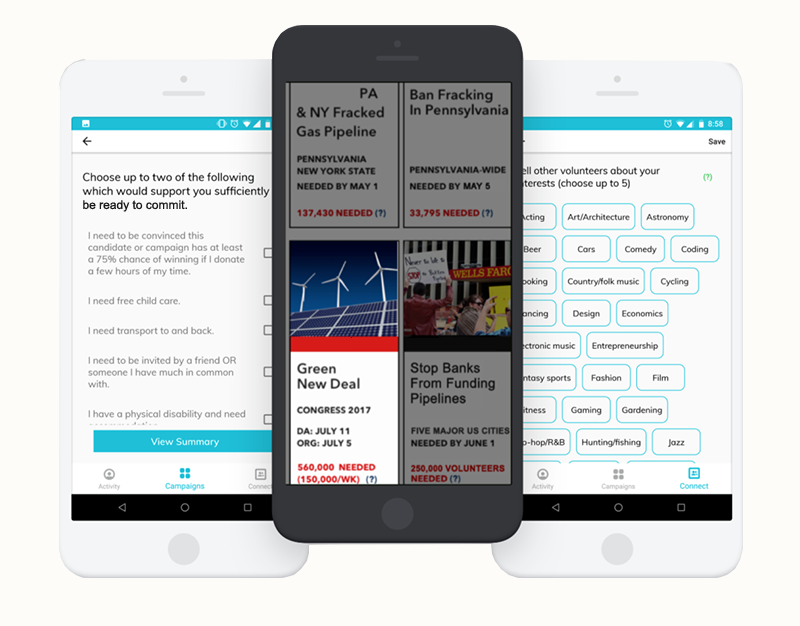 Choose up to two of the following
which would support you sufficiently
be ready to commit.
I need to be convinced this
candidate or campaign has at least
a 75% chance of winning if I donate
a few hours of my time.
I need free child care.
I need transport to and back.
I need to be invited by a friend OR
someone I have much in common
with.
I have a physical disability and need
View Summary
Activity
Campaigns
Connect
PA
& NY Fracked
Gas Pipeline
PENNSYLVANIA
NEW YORK STATE
NEEDED BY MAY 1
137,430 NEEDED (?)
Ban Fracking
In Pennsylvania
PENNSYLVANIA-WIDE
NEEDED BY MAY 5
33,795 NEEDED (?)
Green
New Deal
CONGRESS 2017
DA: JULY 11
ORG: JULY 5
560,000 NEEDED
(150,000/WK) (?)
STOP
WELLS FARG
Stop Banks
From Funding
Pipelines
FIVE MAJOR US CITIES
NEEDED BY JUNE 1
250,000 VOLUNTEERS
NEEDED (?)
8:58
Save
ell other volunteers about your
nterests (choose up to 5)
(?)
Acting Art/Architecture Astronomy
Beer Cars Comedy Coding
ooking Country/folk music Cycling
ancing Design Economics
ectronic music Entrepreneurship
ntasy sports Fashion Film
itness Gaming Gardening
p-hop/R&B Hunting/fishing Jazz
Activity
Campaigns
Connect